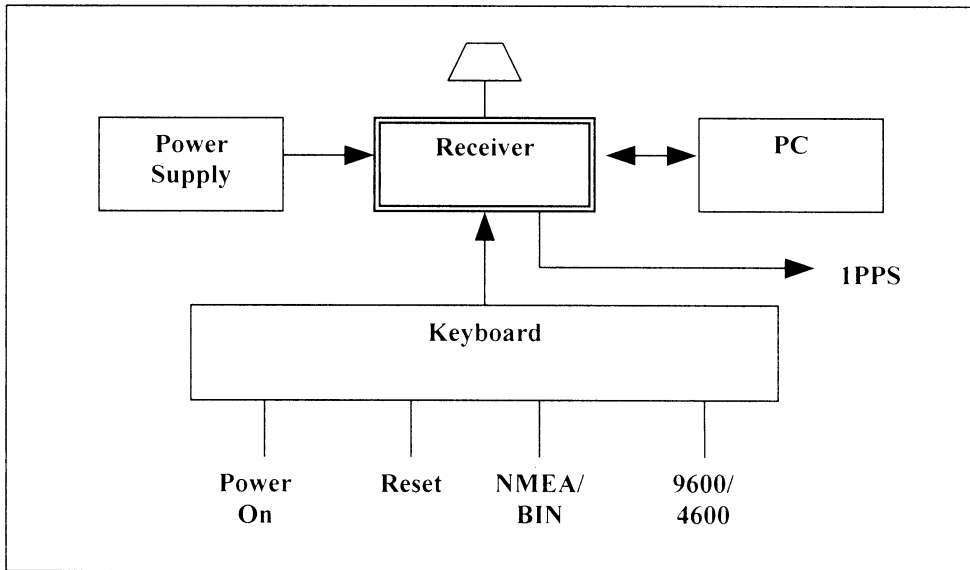 Power
Supply
Receiver
PC
1PPS
Keyboard
Power
On
Reset
NMEA/
BIN
9600/
4600